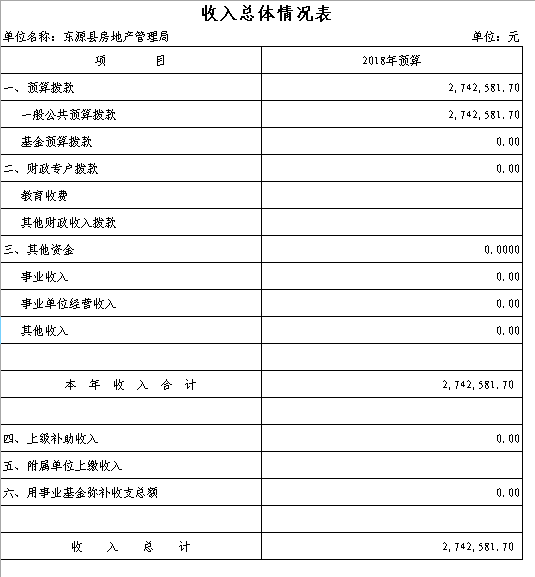 收入总体情况表
单位名称：东源县房地产管理局 单位：元
项 目 2018年预算
一、预算拨款 2,742,581.70
一般公共预算拨款 2,742,581.70
基金预算拨款 0.00
二、财政专户拨款 0.00
教育收费
其他财政收入拨款
三、其他资金 0.0000
事业收入 0.00
事业单位经营收入 0.00
其他收入 0.00
本 年 收 入 合 计 2,742,581.70
四、上级补助收入 0.00
五、附属单位上缴收入
六、用事业基金弥补收支总额 0.00
收 入 总 计 2,742,581.70